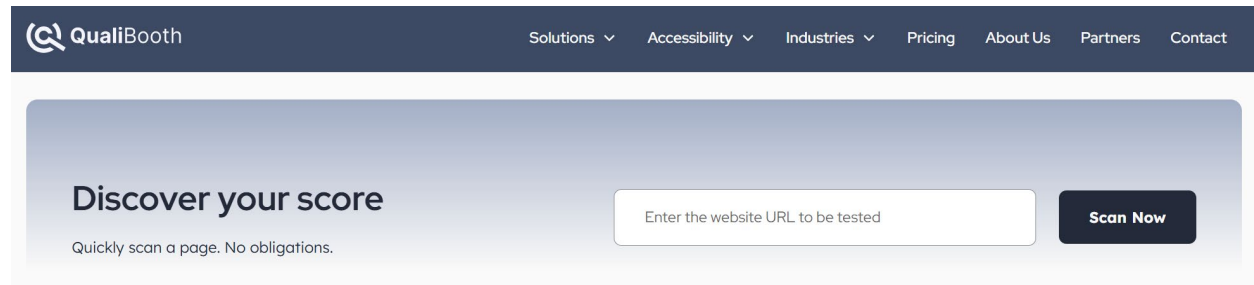 QualiBooth
Solutions Accessibility Industries Pricing About Us Partners Contact
Discover your score
Enter the website URL to be tested
Scan Now
Quickly scan a page. No obligations.